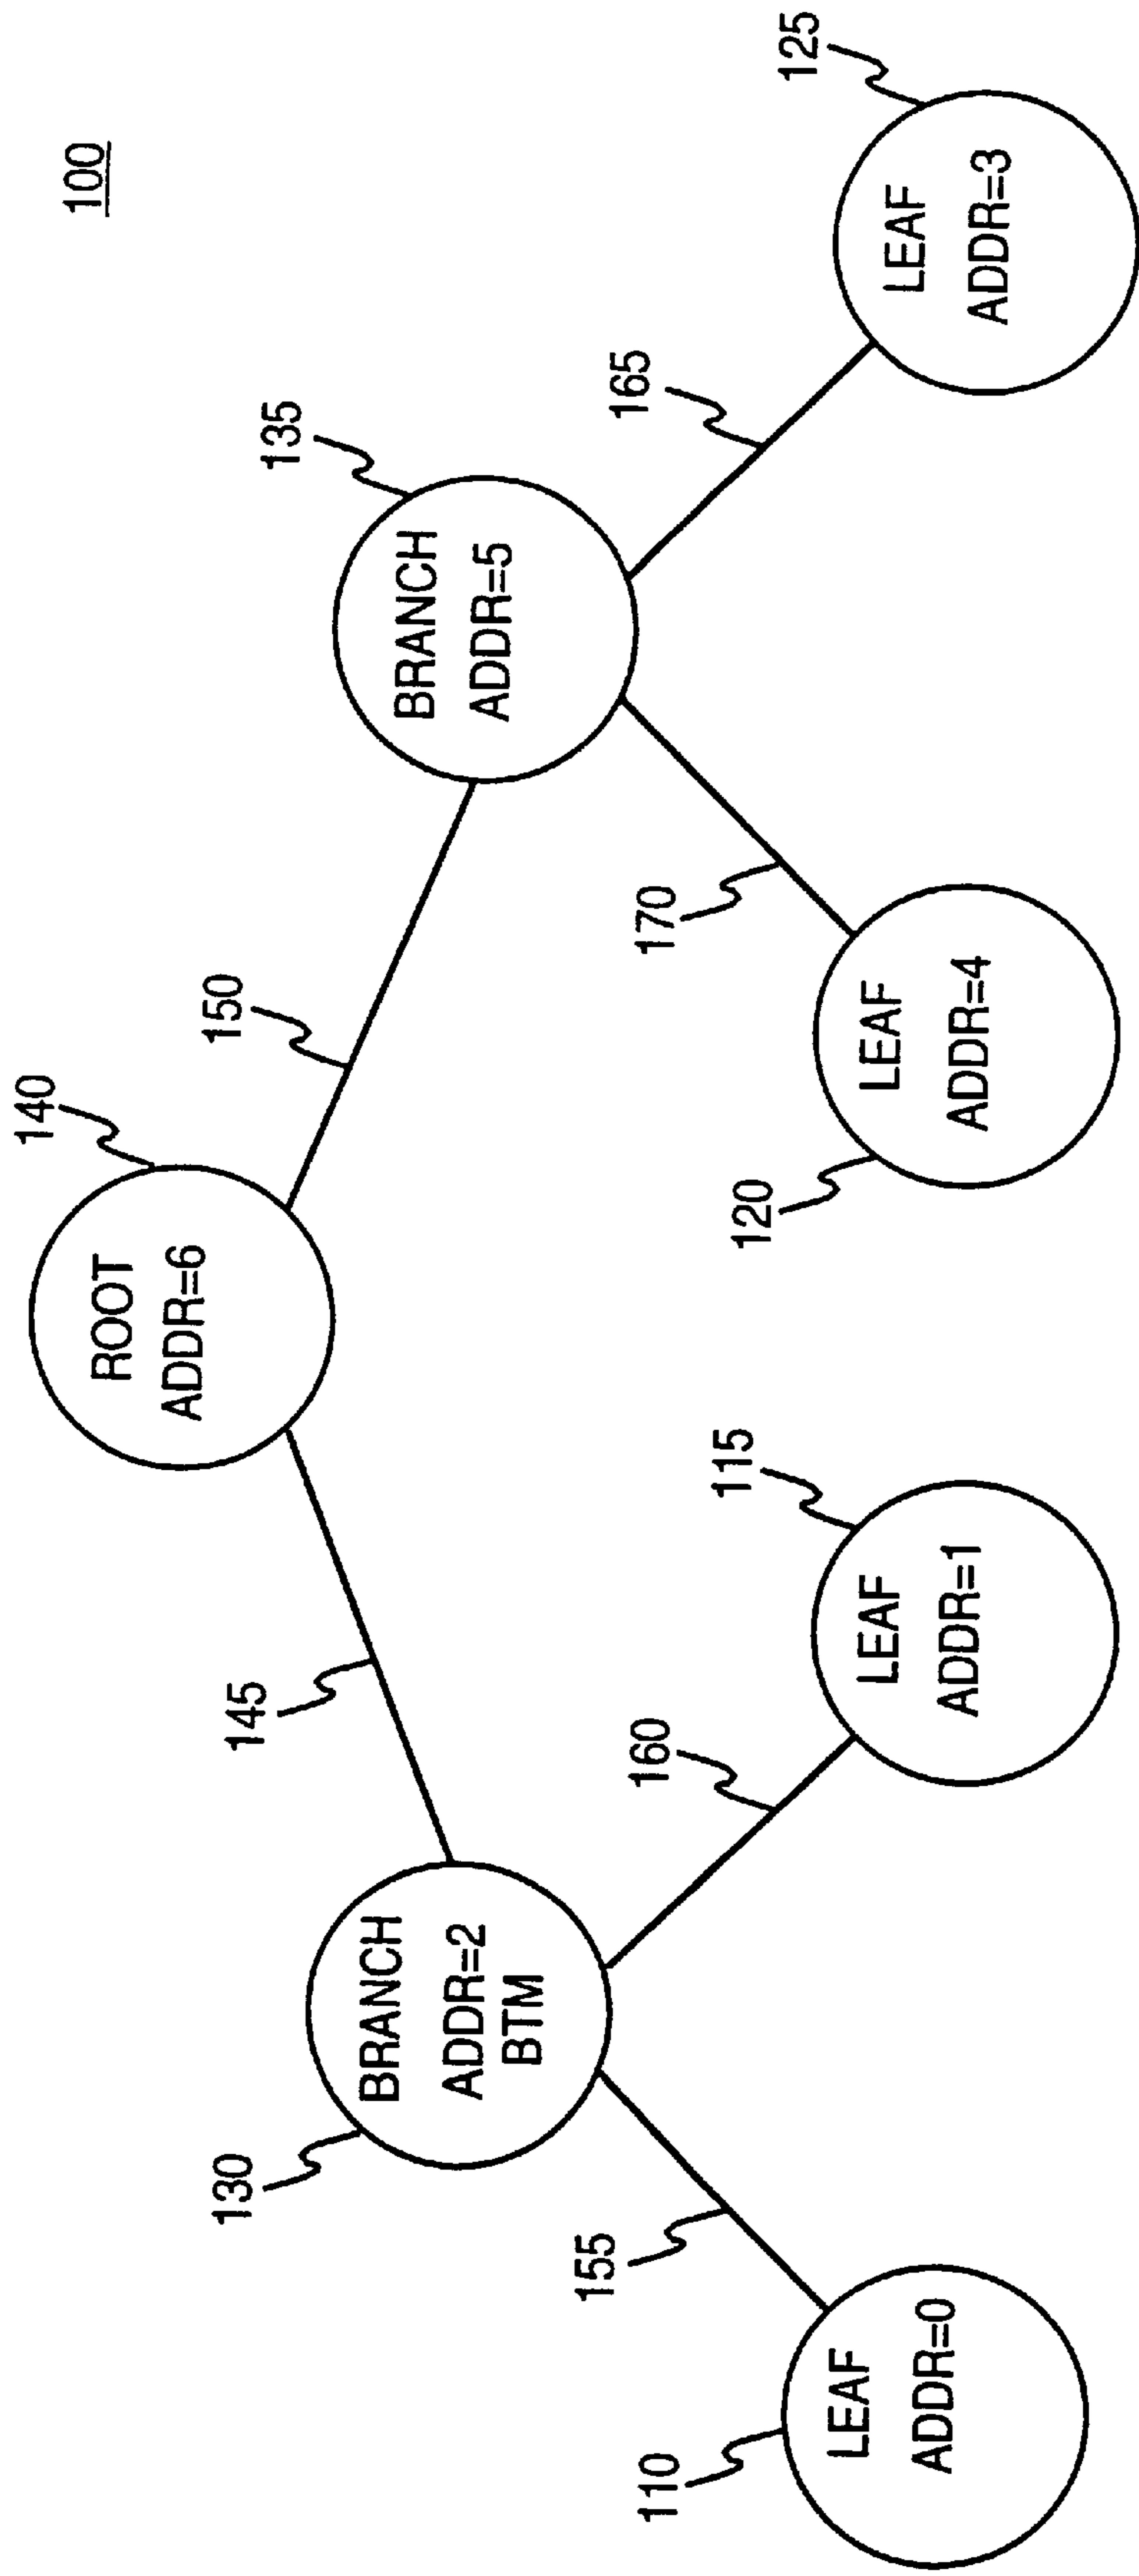 100
140
ROOT
ADDR=6
145
150
130
BRANCH
ADDR=2
BTM
135
BRANCH
ADDR=5
155
160
170
165
110
LEAF
ADDR=0
115
LEAF
ADDR=1
120
LEAF
ADDR=4
125
LEAF
ADDR=3